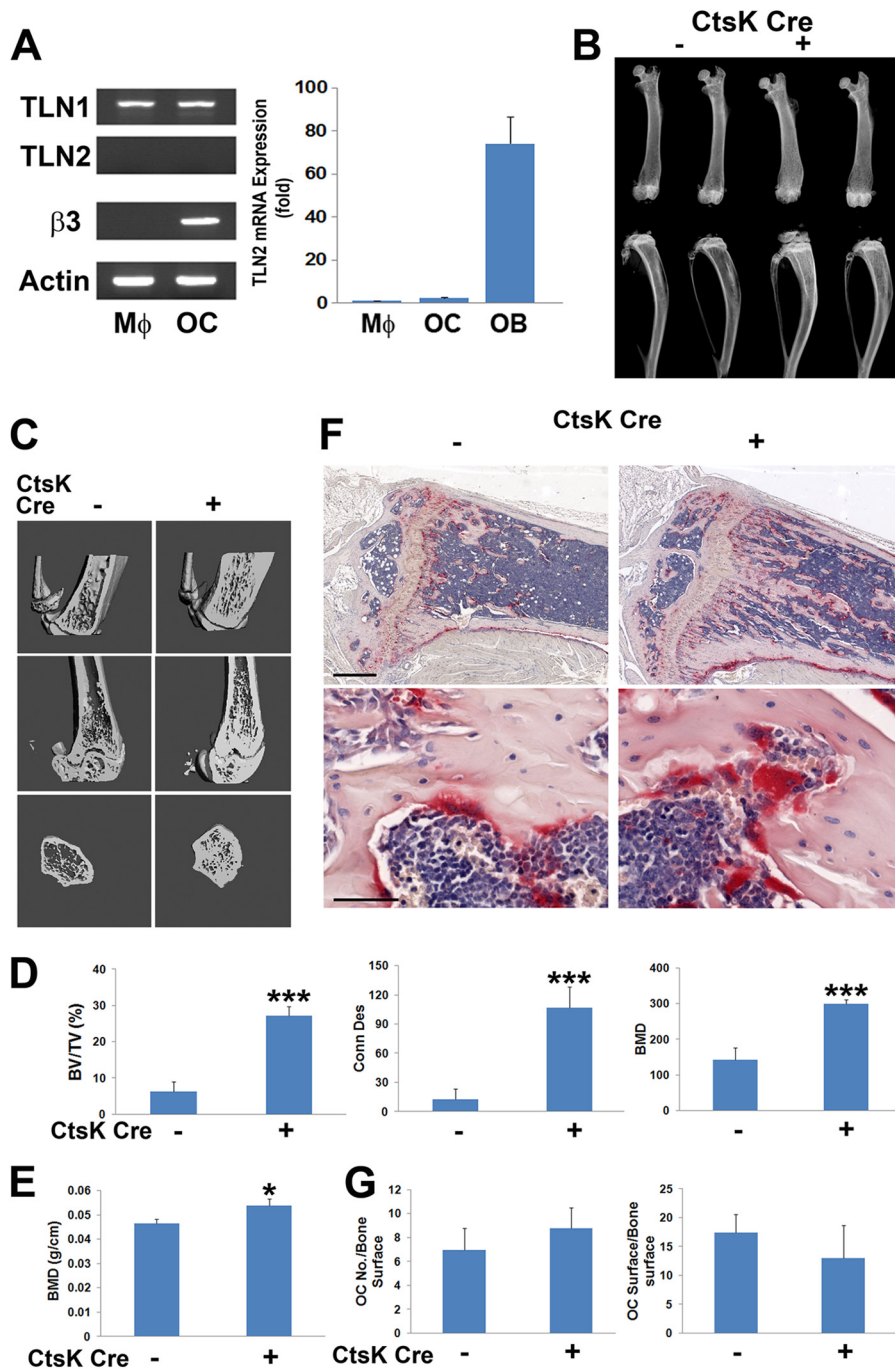 A
TLN1
TLN2
β3
Actin
Mϕ OC
TLN2 mRNA Expression
(fold)
100
80
60
40
20
0
Mϕ OC OB
B
CtsK Cre
- +
C
CtsK
Cre - +
F
CtsK Cre
- +
D
BV/TV (%)
40
30
20
10
0
***
CtsK Cre - +
Conn Des
150
120
90
60
30
0
***
- +
BMD
400
300
200
100
0
***
- +
E
BMD (g/cm)
0.06
0.05
0.04
0.03
0.02
0.01
0
*
CtsK Cre - +
G
OC No./Bone
Surface
12
10
8
6
4
2
0
- +
OC Surface/Bone
surface
25
20
15
10
5
0
- +